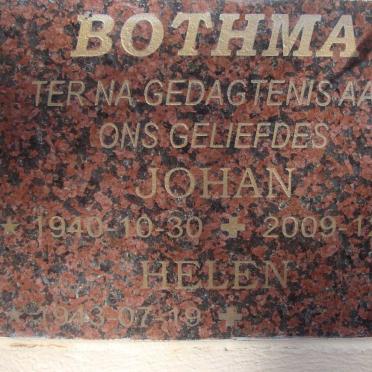 BOTHMA
TER NA GEDAGTENIS AA
ONS GELIEFDES
JOHAN
★ 1940-10-30 ✚ 2009-1
HELEN
★ 1943-07-19 ✚